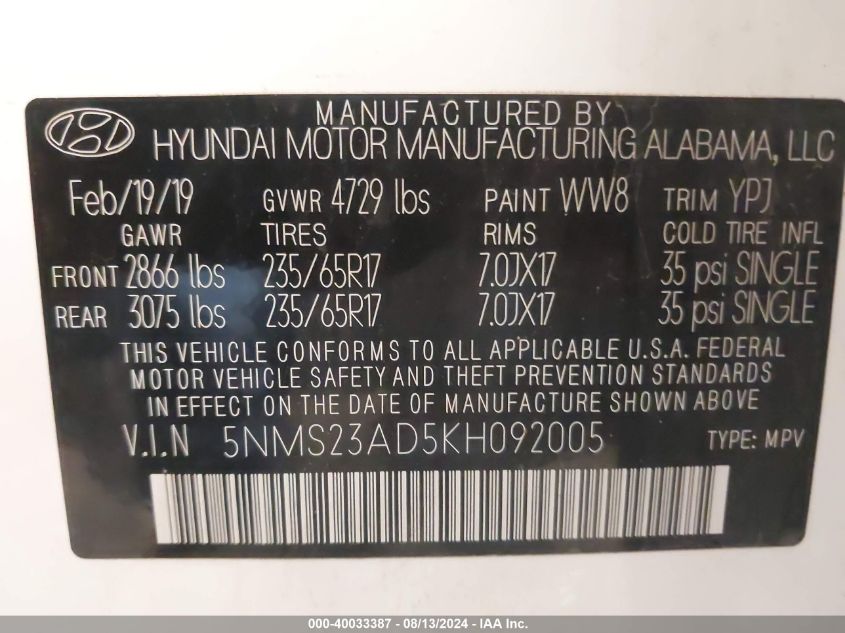 MANUFACTURED BY
HYUNDAI MOTOR MANUFACTURING ALABAMA, LLC
Feb/19/19 GVWR 4729 lbs PAINT WW8 TRIM YPJ
GAWR TIRES RIMS COLD TIRE INFL
FRONT 2866 lbs 235/65R17 7.0JX17 35 psi SINGLE
REAR 3075 lbs 235/65R17 7.0JX17 35 psi SINGLE
THIS VEHICLE CONFORMS TO ALL APPLICABLE U.S.A. FEDERAL
MOTOR VEHICLE SAFETY AND THEFT PREVENTION STANDARDS
IN EFFECT ON THE DATE OF MANUFACTURE SHOWN ABOVE
V.I.N 5NMS23AD5KH092005 TYPE: MPV
000-40033387 - 08/13/2024 - IAA Inc.